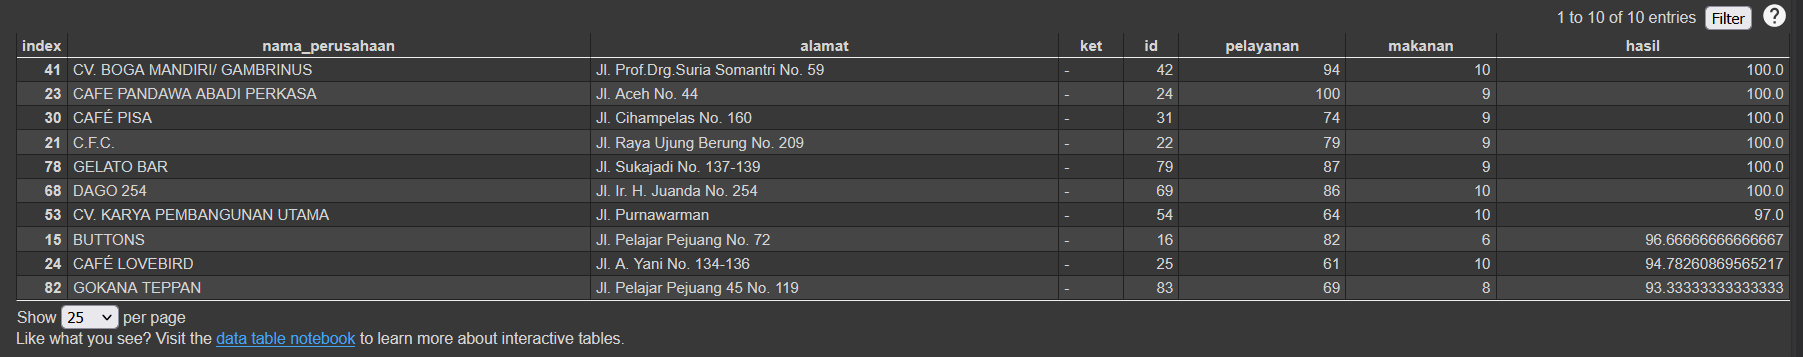 1 to 10 of 10 entries Filter ?
index nama_perusahaan alamat ket id pelayanan makanan hasil
41 CV. BOGA MANDIRI/ GAMBRINUS Jl. Prof.Drg.Suria Somantri No. 59 - 42 94 10 100.0
23 CAFE PANDAWA ABADI PERKASA Jl. Aceh No. 44 - 24 100 9 100.0
30 CAFÉ PISA Jl. Cihampelas No. 160 - 31 74 9 100.0
21 C.F.C. Jl. Raya Ujung Berung No. 209 - 22 79 9 100.0
78 GELATO BAR Jl. Sukajadi No. 137-139 - 79 87 9 100.0
68 DAGO 254 Jl. Ir. H. Juanda No. 254 - 69 86 10 100.0
53 CV. KARYA PEMBANGUNAN UTAMA Jl. Purnawarman - 54 64 10 97.0
15 BUTTONS Jl. Pelajar Pejuang No. 72 - 16 82 6 96.66666666666667
24 CAFÉ LOVEBIRD Jl. A. Yani No. 134-136 - 25 61 10 94.78260869565217
82 GOKANA TEPPAN Jl. Pelajar Pejuang 45 No. 119 - 83 69 8 93.33333333333333
Show 25 per page
Like what you see? Visit the data table notebook to learn more about interactive tables.